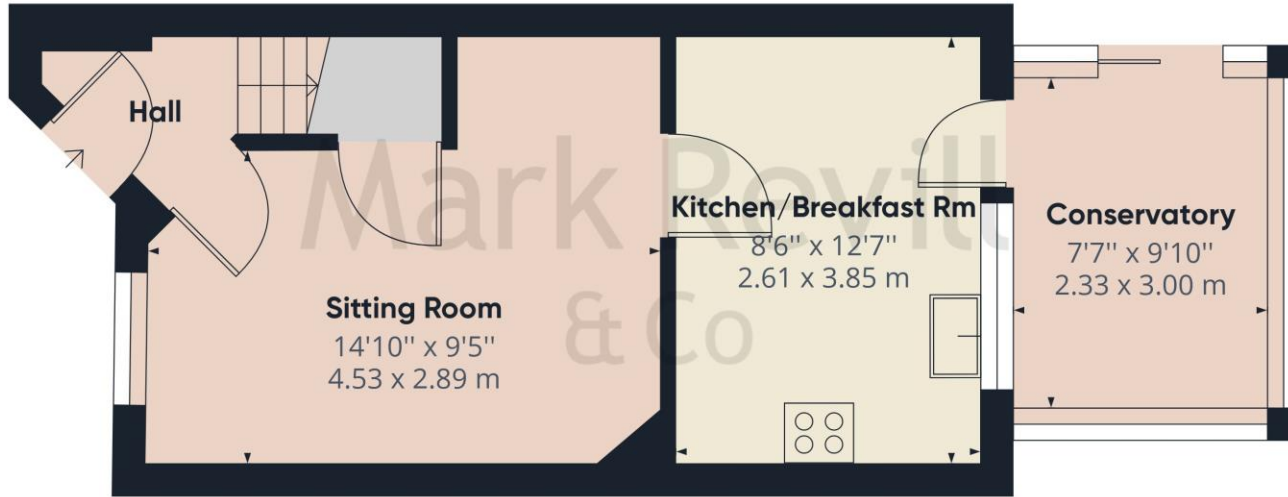 Hall
Mark Revill
& Co
Kitchen/Breakfast Rm
8'6'' x 12'7''
2.61 x 3.85 m
Conservatory
7'7'' x 9'10''
2.33 x 3.00 m
Sitting Room
14'10'' x 9'5''
4.53 x 2.89 m